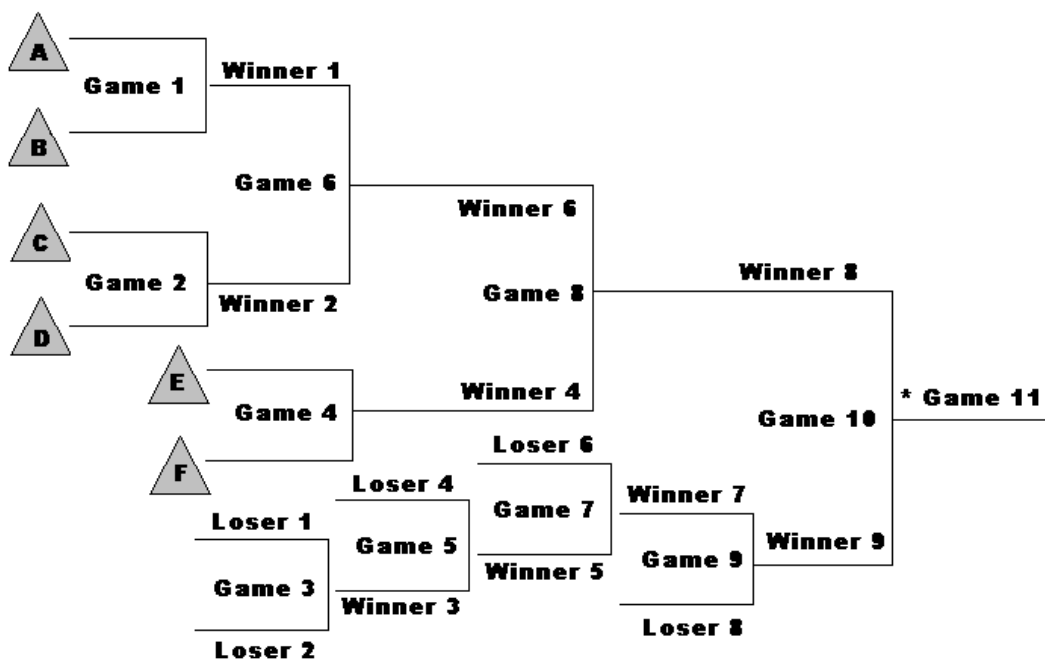 A
Winner 1
Game 1
B
Game 6
Winner 6
C
Game 2
Winner 2
D
Game 8
Winner 8
E
Winner 4
Game 4
* Game 11
Game 10
F
Loser 6
Loser 4
Winner 7
Game 7
Loser 1
Game 5
Winner 9
Game 9
Winner 5
Game 3
Winner 3
Loser 8
Loser 2